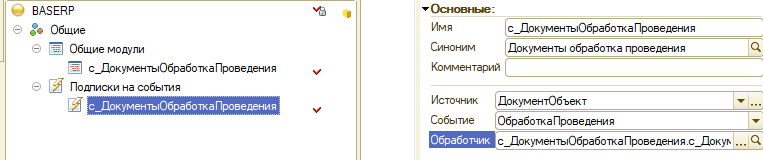 BASERP
Общие
Общие модули
с_ДокументыОбработкаПроведения
Подписки на события
с_ДокументыОбработкаПроведения
Основные:
Имя с_ДокументыОбработкаПроведения
Синоним Документы обработка проведения
Комментарий
Источник ДокументОбъект
Событие ОбработкаПроведения
Обработчик с_ДокументыОбработкаПроведения.с_Докум